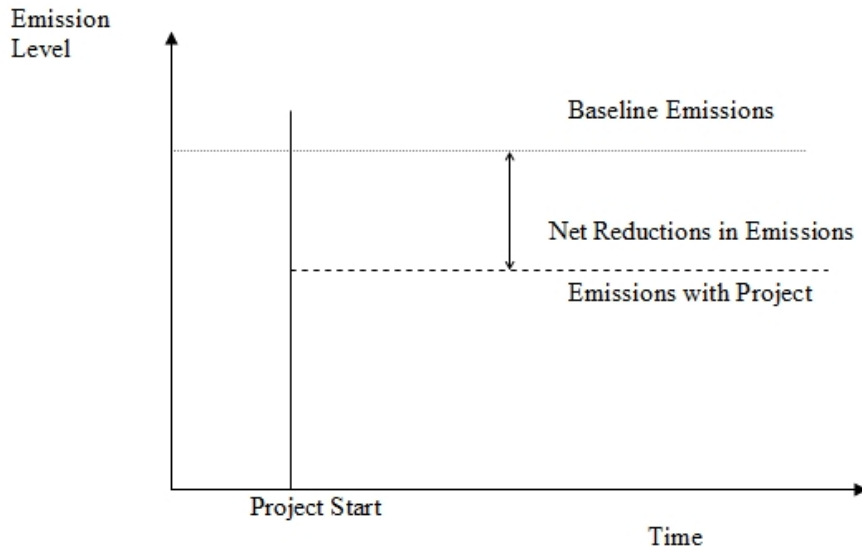 Emission
Level
Baseline Emissions
Net Reductions in Emissions
Emissions with Project
Project Start
Time